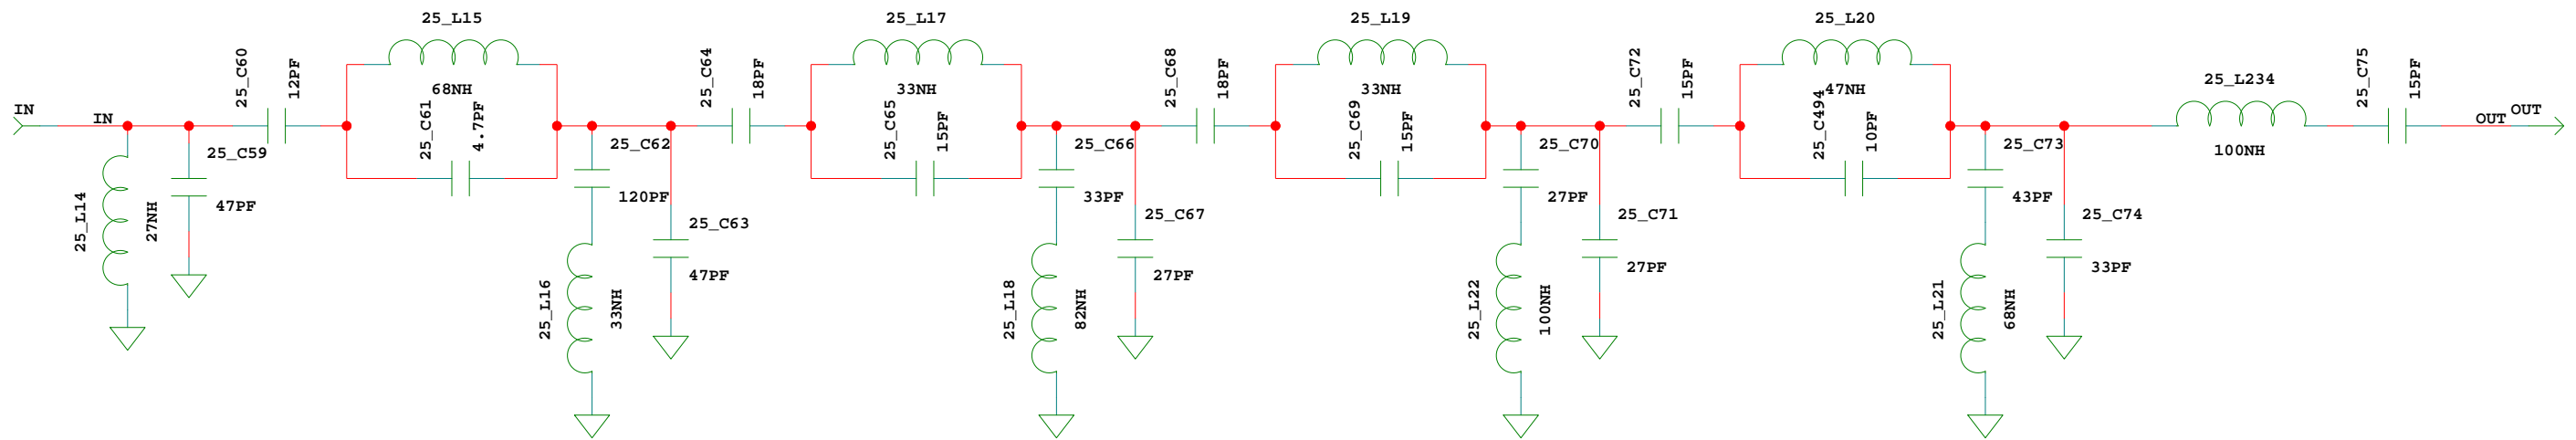 25_L15
25_L17
25_L19
25_L20
25_C60
12PF
68NH
25_C61
4.7PF
25_C64
18PF
33NH
25_C65
15PF
25_C68
18PF
33NH
25_C69
15PF
25_C72
15PF
47NH
25_C494
10PF
25_L234
100NH
25_C75
15PF
IN
IN
OUT
OUT
25_C59
47PF
25_L14
27NH
25_C62
120PF
25_C63
47PF
25_L16
33NH
25_C66
33PF
25_C67
27PF
25_L18
82NH
25_C70
27PF
25_C71
27PF
25_L22
100NH
25_C73
43PF
25_C74
33PF
25_L21
68NH